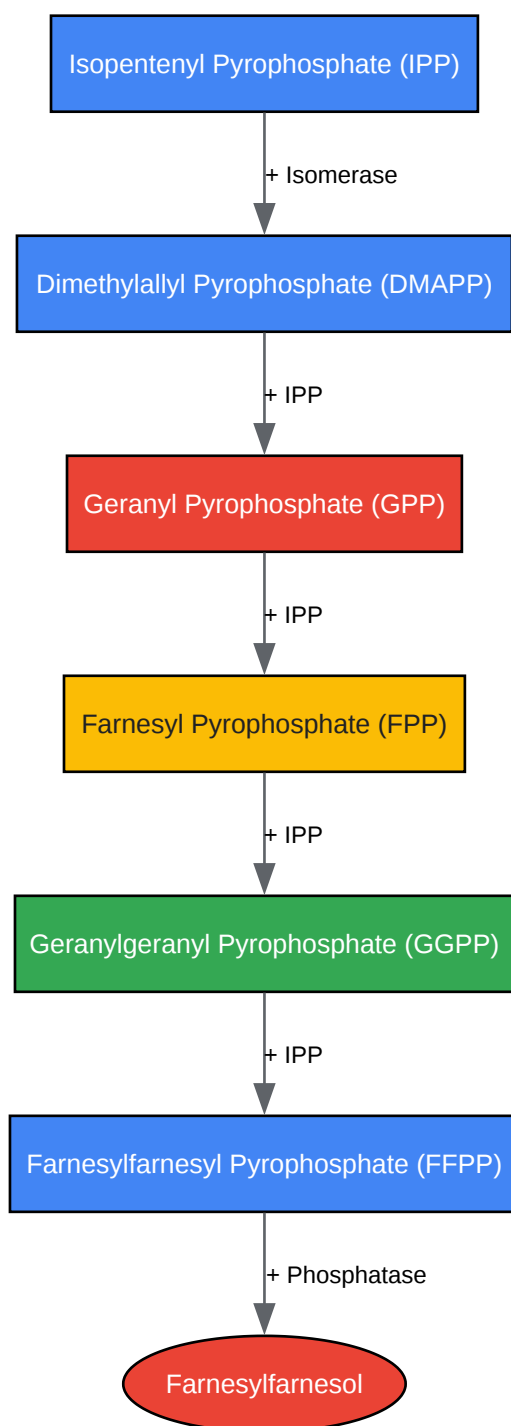 Isopentenyl Pyrophosphate (IPP)
+ Isomerase
Dimethylallyl Pyrophosphate (DMAPP)
+ IPP
Geranyl Pyrophosphate (GPP)
+ IPP
Farnesyl Pyrophosphate (FPP)
+ IPP
Geranylgeranyl Pyrophosphate (GGPP)
+ IPP
Farnesylfarnesyl Pyrophosphate (FFPP)
+ Phosphatase
Farnesylfarnesol